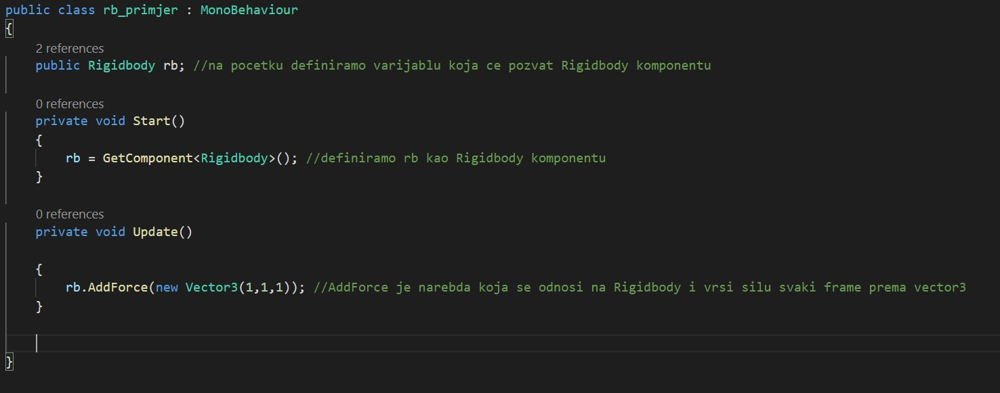 public class rb_primjer : MonoBehaviour
{
2 references
public Rigidbody rb; //na pocetku definiramo varijablu koja ce pozvat Rigidbody komponentu
0 references
private void Start()
{
rb = GetComponent<Rigidbody>(); //definiramo rb kao Rigidbody komponentu
}
0 references
private void Update()
{
rb.AddForce(new Vector3(1,1,1)); //AddForce je narebda koja se odnosi na Rigidbody i vrsi silu svaki frame prema vector3
}
}